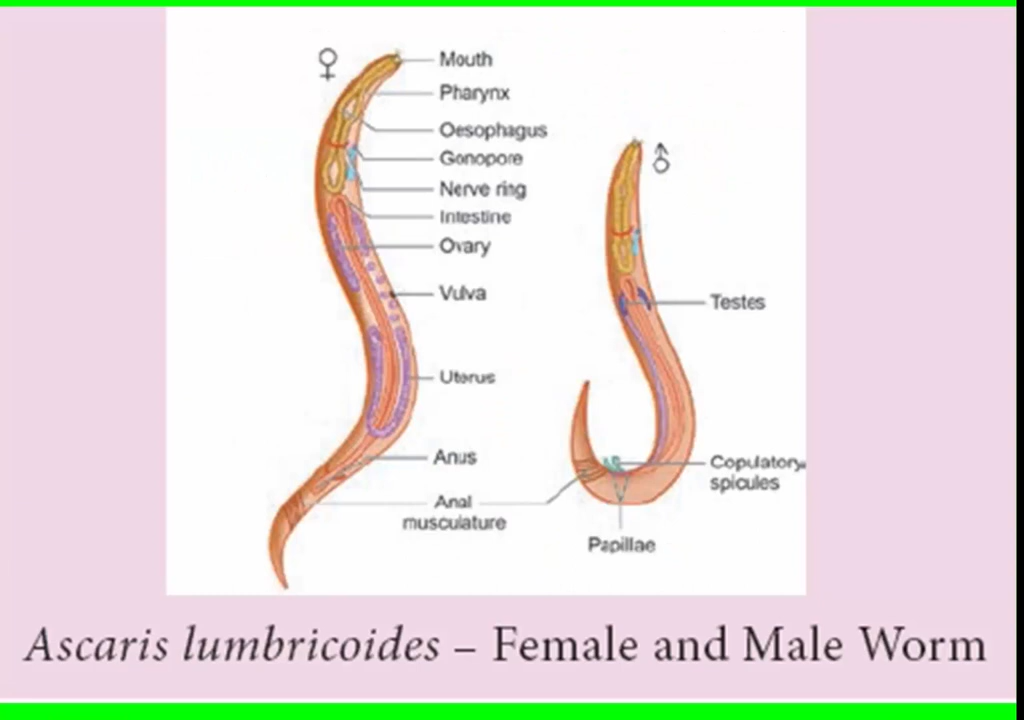 ♀
Mouth
Pharynx
Oesophagus
Gonopore
Nerve ring
Intestine
Ovary
Vulva
Uterus
Anus
Anal
musculature
♂
Testes
Copulatory
spicules
Papillae
Ascaris lumbricoides – Female and Male Worm